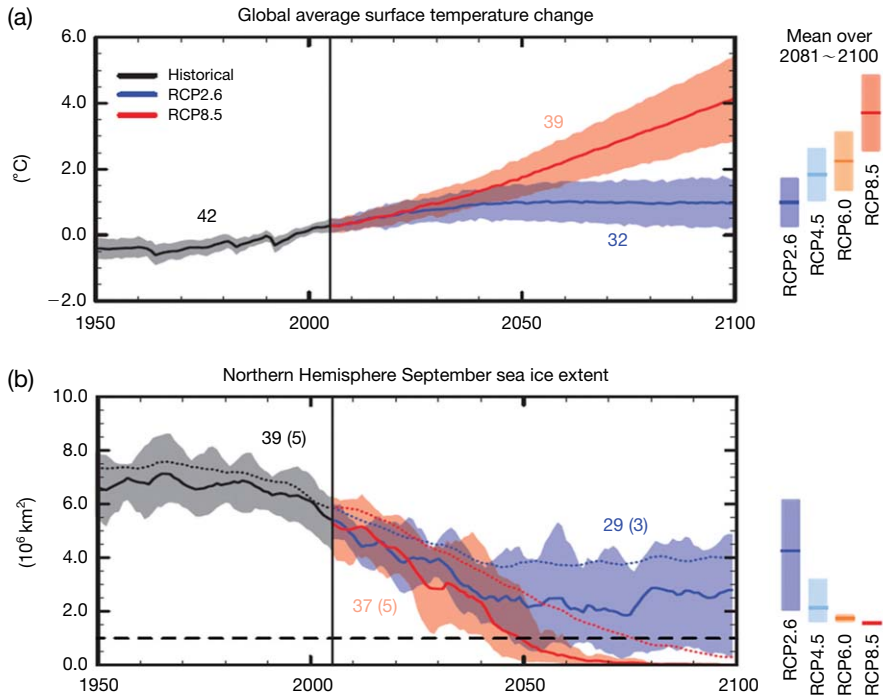 (a)
Global average surface temperature change
6.0
4.0
2.0
0.0
−2.0
(°C)
Historical
RCP2.6
RCP8.5
42
39
32
1950
2000
2050
2100
Mean over
2081~2100
RCP2.6
RCP4.5
RCP6.0
RCP8.5
(b)
Northern Hemisphere September sea ice extent
10.0
8.0
6.0
4.0
2.0
0.0
(10⁶ km²)
39 (5)
29 (3)
37 (5)
1950
2000
2050
2100
RCP2.6
RCP4.5
RCP6.0
RCP8.5